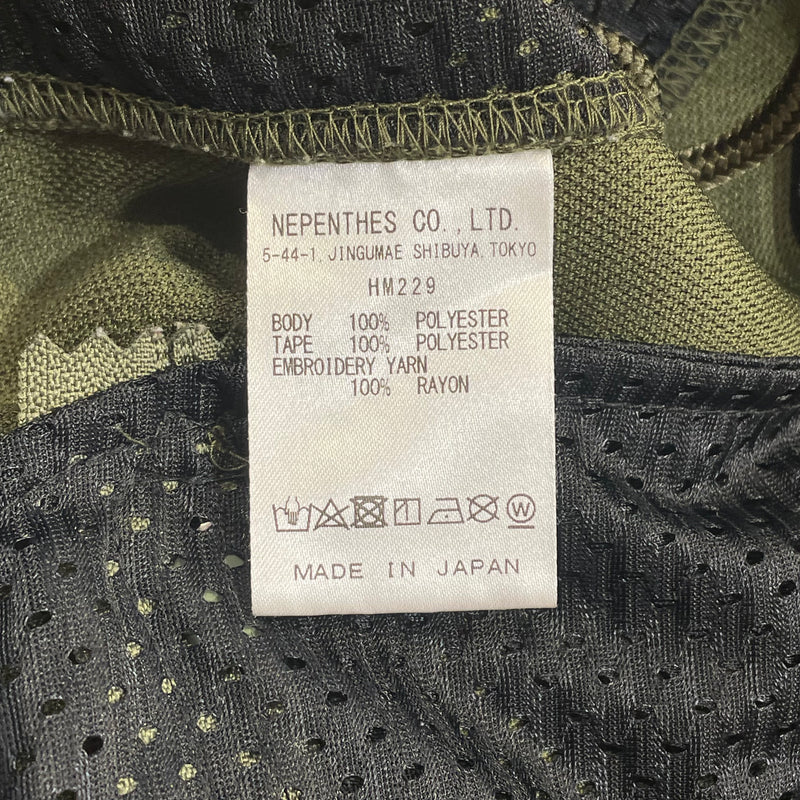 NEPENTHES CO.,LTD.
5-44-1, JINGUMAE SHIBUYA, TOKYO
HM229
BODY 100% POLYESTER
TAPE 100% POLYESTER
EMBROIDERY YARN
100% RAYON
W
MADE IN JAPAN